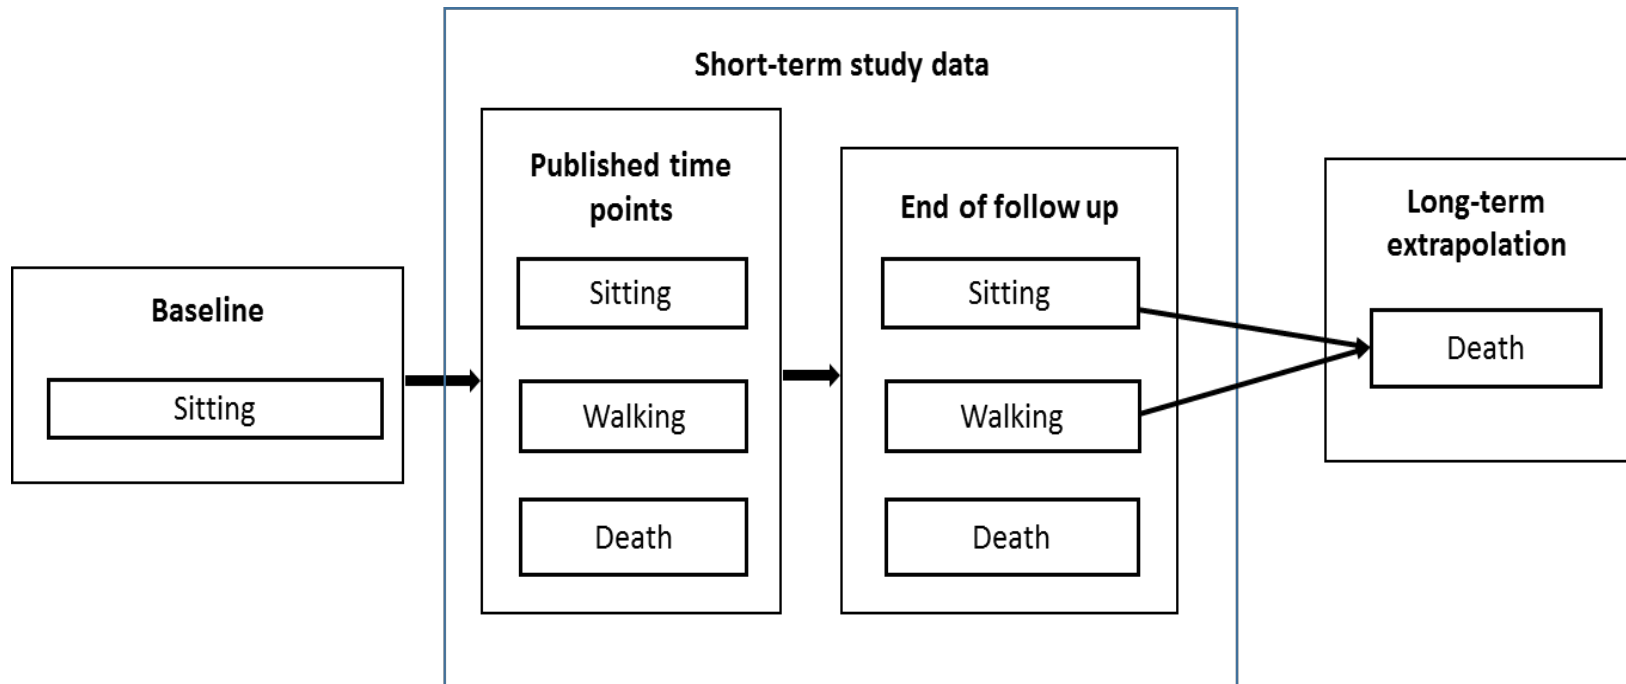 Short-term study data
Baseline
Sitting
Published time
points
Sitting
Walking
Death
End of follow up
Sitting
Walking
Death
Long-term
extrapolation
Death